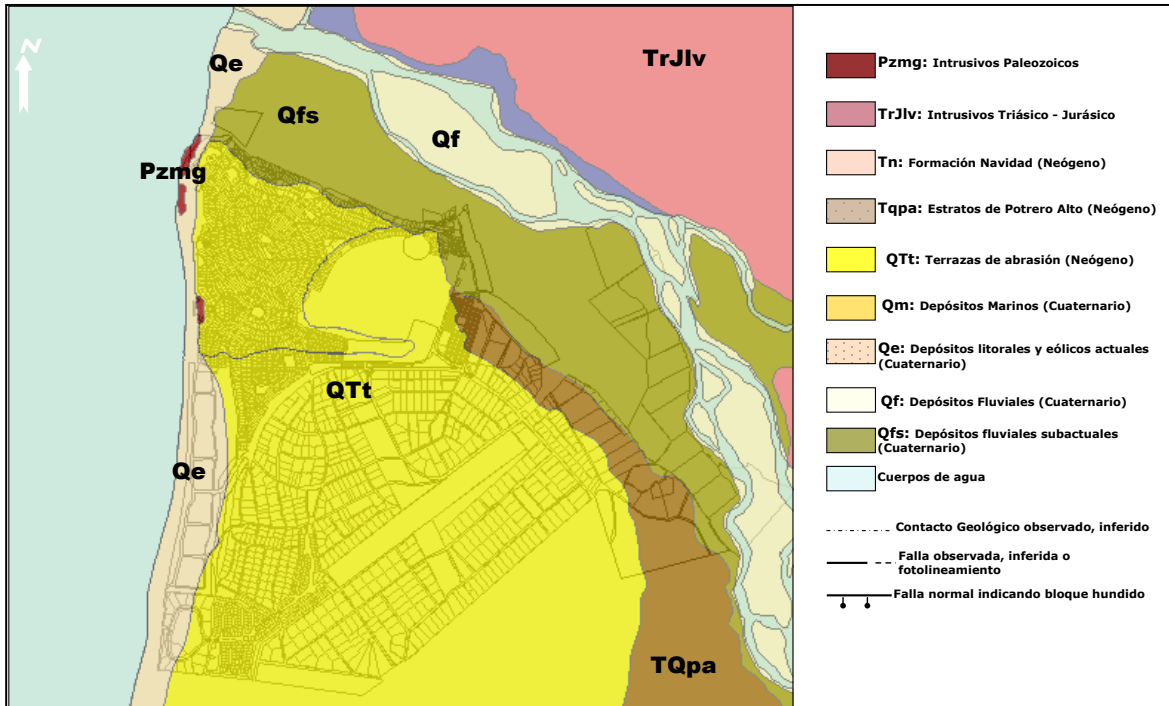 N
Qe
TrJlv
Qfs
Qf
Pzmg
QTt
Qe
TQpa
Pzmg: Intrusivos Paleozoicos
TrJlv: Intrusivos Triásico - Jurásico
Tn: Formación Navidad (Neógeno)
Tqpa: Estratos de Potrero Alto (Neógeno)
QTt: Terrazas de abrasión (Neógeno)
Qm: Depósitos Marinos (Cuaternario)
Qe: Depósitos litorales y eólicos actuales
(Cuaternario)
Qf: Depósitos Fluviales (Cuaternario)
Qfs: Depósitos fluviales subactuales
(Cuaternario)
Cuerpos de agua
Contacto Geológico observado, inferido
Falla observada, inferida o
fotolineamiento
Falla normal indicando bloque hundido